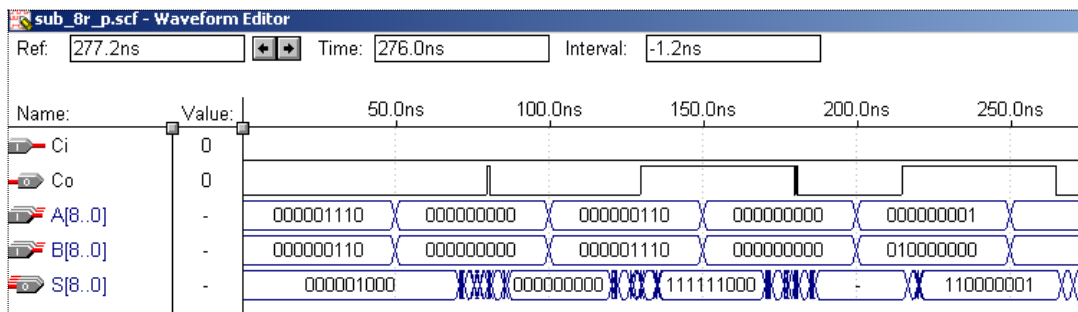 sub_8r_p.scf - Waveform Editor
Ref: 277.2ns Time: 276.0ns Interval: -1.2ns
Name: Value: 50.0ns 100.0ns 150.0ns 200.0ns 250.0ns
Ci 0
Co 0
A[8..0] - 000001110 000000000 000000110 000000000 000000001
B[8..0] - 000000110 000000000 000001110 000000000 010000000
S[8..0] - 000001000 000000000 111111000 - 110000001